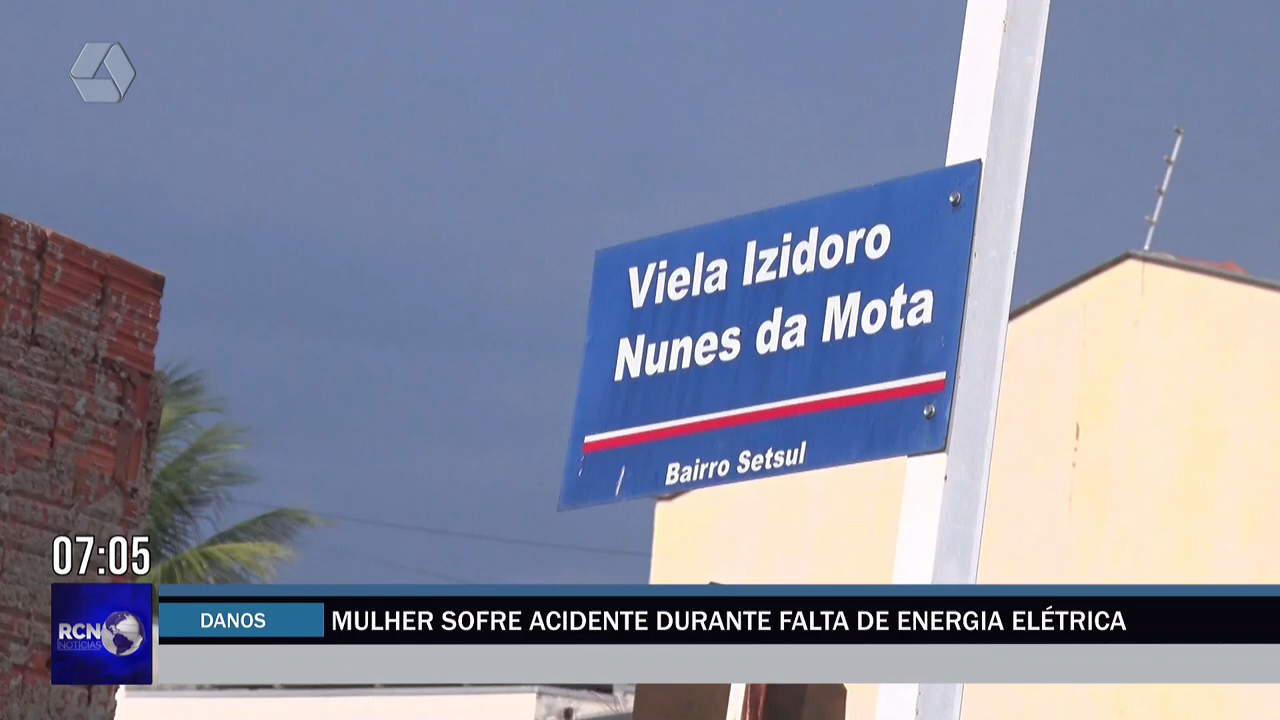 Viela Izidoro
Nunes da Mota
Bairro Setsul
07:05
RCN
NOTÍCIAS
DANOS
MULHER SOFRE ACIDENTE DURANTE FALTA DE ENERGIA ELÉTRICA